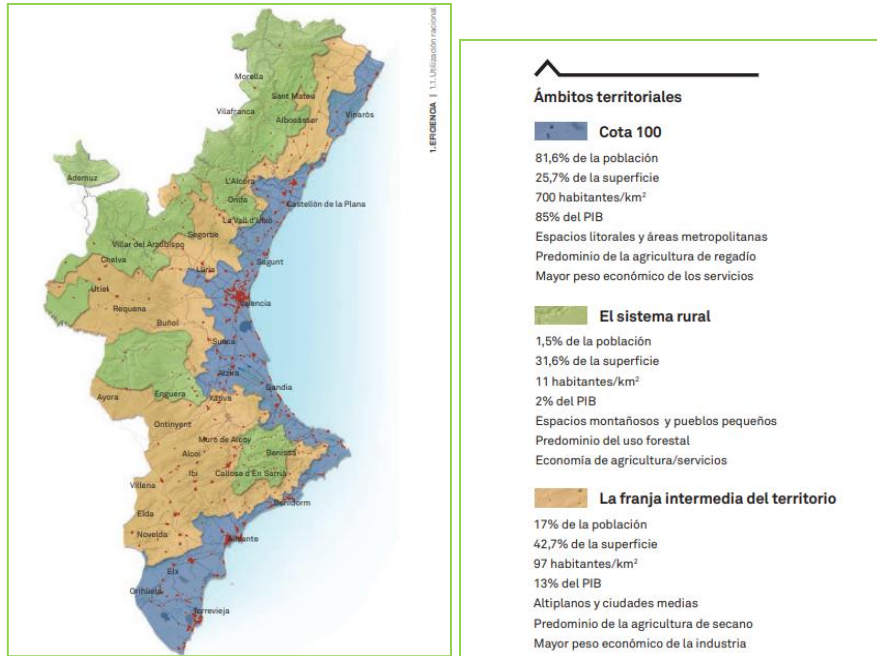 1. EFICIENCIA | 1.1. Utilización racional
Morella
Sant Mateu
Vilafranca
Albosàsser
Vinaròs
Ademuz
L'Alcora
Onda
Castellón de la Plana
La Vall d'Uixó
Segorbe
Villar del Arzobispo
Chelva
Sagunt
Llíria
Utiel
Valencia
Requena
Buñol
Sueca
Alzira
Gandia
Enguera
Ayora
Xàtiva
Ontinyent
Muro de Alcoy
Benissa
Alcoi
Ibi
Callosa d'En Sarrià
Villena
Benidorm
Elda
Novelda
Alicante
Elx
Orihuela
Torrevieja
Ámbitos territoriales
Cota 100
81,6% de la población
25,7% de la superficie
700 habitantes/km²
85% del PIB
Espacios litorales y áreas metropolitanas
Predominio de la agricultura de regadío
Mayor peso económico de los servicios
El sistema rural
1,5% de la población
31,6% de la superficie
11 habitantes/km²
2% del PIB
Espacios montañosos y pueblos pequeños
Predominio del uso forestal
Economía de agricultura/servicios
La franja intermedia del territorio
17% de la población
42,7% de la superficie
97 habitantes/km²
13% del PIB
Altiplanos y ciudades medias
Predominio de la agricultura de secano
Mayor peso económico de la industria